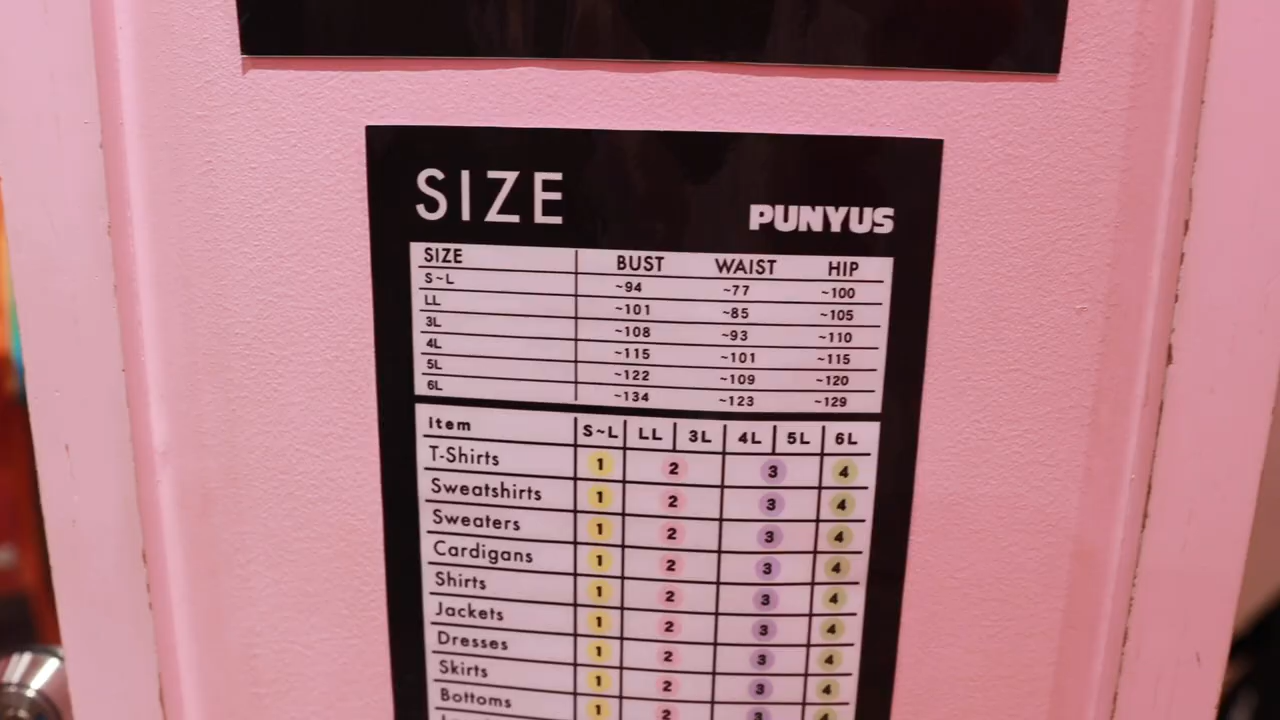 SIZE
PUNYUS
SIZE BUST WAIST HIP
S~L ~94 ~77 ~100
LL ~101 ~85 ~105
3L ~108 ~93 ~110
4L ~115 ~101 ~115
5L ~122 ~109 ~120
6L ~134 ~123 ~129
Item S~L LL 3L 4L 5L 6L
T-Shirts 1 2 3 4
Sweatshirts 1 2 3 4
Sweaters 1 2 3 4
Cardigans 1 2 3 4
Shirts 1 2 3 4
Jackets 1 2 3 4
Dresses 1 2 3 4
Skirts 1 2 3 4
Bottoms 1 2 3 4